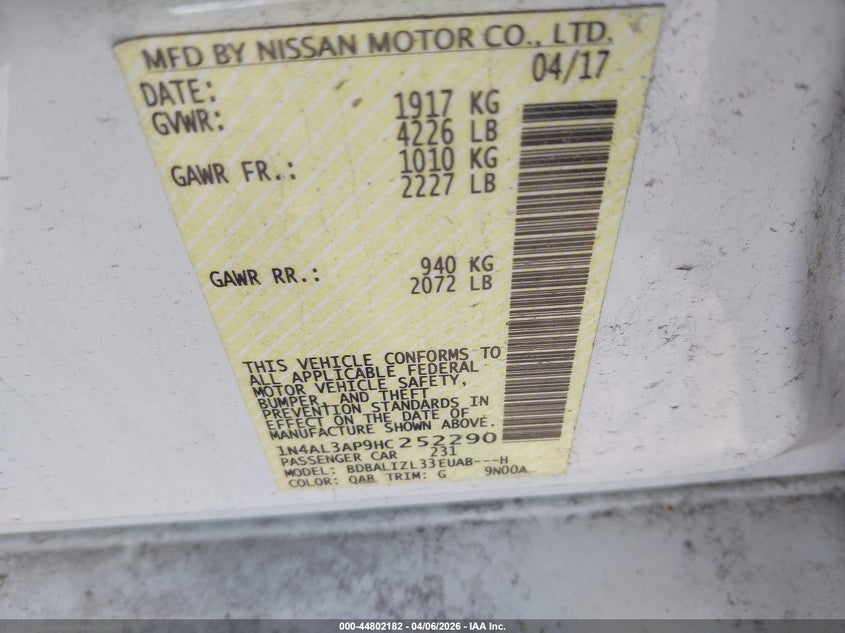 MFD BY NISSAN MOTOR CO., LTD.
DATE: 04/17
GVWR: 1917 KG
4226 LB
GAWR FR.: 1010 KG
2227 LB
GAWR RR.: 940 KG
2072 LB
THIS VEHICLE CONFORMS TO
ALL APPLICABLE FEDERAL
MOTOR VEHICLE SAFETY,
BUMPER, AND THEFT
PREVENTION STANDARDS IN
EFFECT ON THE DATE OF
MANUFACTURE SHOWN ABOVE.
1N4AL3AP9HC252290
PASSENGER CAR 231
MODEL: BDBALIZL33EUAB---H
COLOR: QAB TRIM: G 9N00A
000-44802182 - 04/06/2026 - IAA Inc.